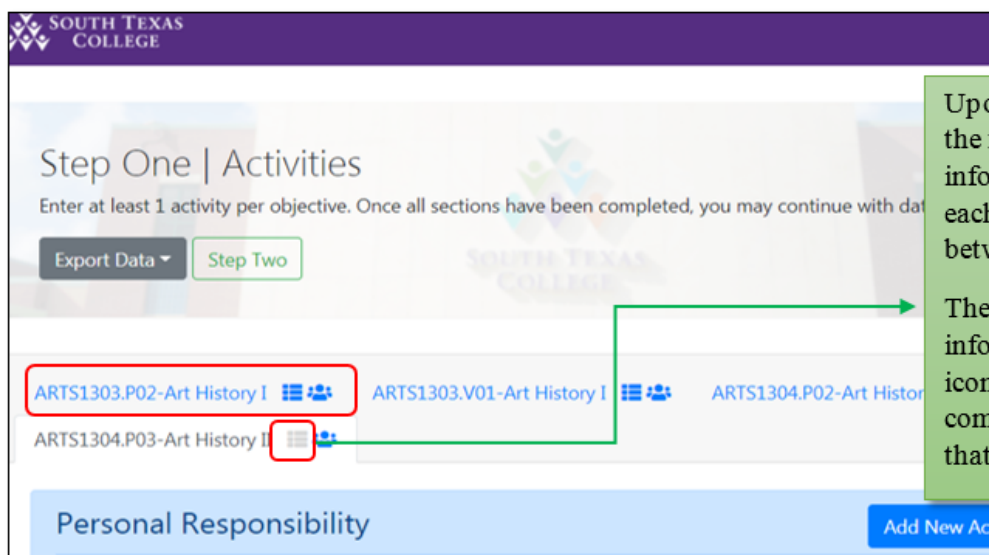 SOUTH TEXAS
COLLEGE
Step One | Activities
Enter at least 1 activity per objective. Once all sections have been completed, you may continue with dat
Export Data
Step Two
SOUTH TEXAS
COLLEGE
ARTS1303.P02-Art History I
ARTS1303.V01-Art History I
ARTS1304.P02-Art Histor
ARTS1304.P03-Art History II
Personal Responsibility
Add New Ac
Upo
the
info
each
betw
The
info
icon
com
that